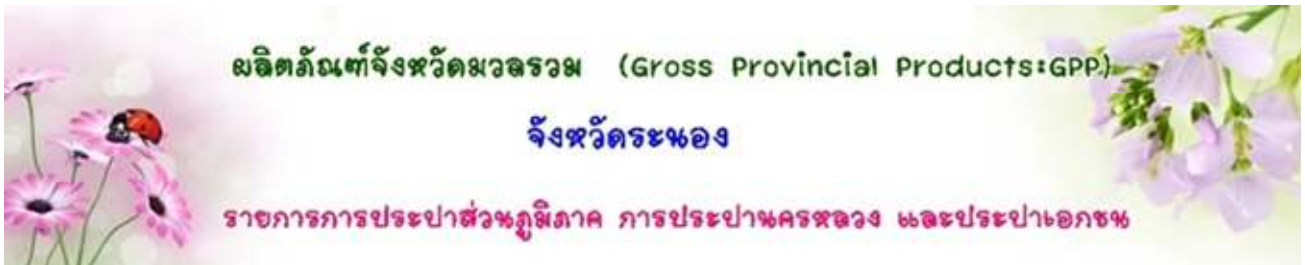 ผลิตภัณฑ์จังหวัดมวลรวม (Gross Provincial Products:GPP)
จังหวัดระนอง
รายการการประปาส่วนภูมิภาค การประปานครหลวง และประปาเอกชน